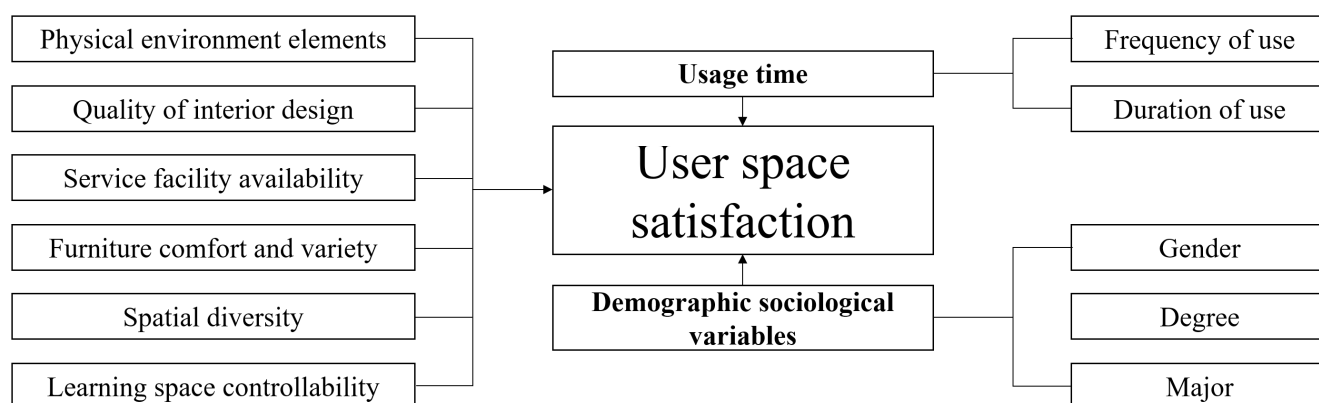 Physical environment elements
Quality of interior design
Service facility availability
Furniture comfort and variety
Spatial diversity
Learning space controllability
Usage time
User space
satisfaction
Demographic sociological
variables
Frequency of use
Duration of use
Gender
Degree
Major